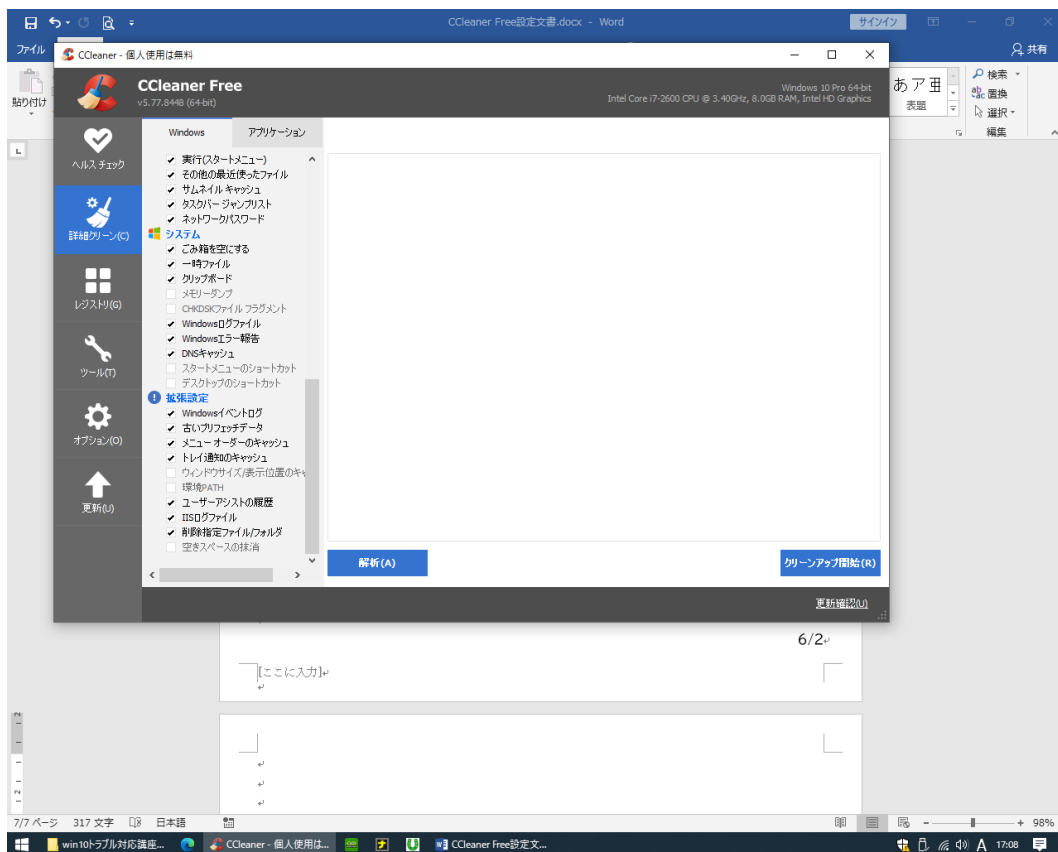 CCleaner Free設定文書.docx - Word
サインイン
ファイル
共有
CCleaner - 個人使用は無料
CCleaner Free
v5.77.8448 (64-bit)
Windows 10 Pro 64-bit
Intel Core i7-2600 CPU @ 3.40GHz, 8.0GB RAM, Intel HD Graphics
貼り付け
あア亜
表題
検索
置換
選択
編集
ヘルス チェック
詳細クリーン(C)
レジストリ(G)
ツール(T)
オプション(O)
更新(U)
Windows
アプリケーション
実行(スタートメニュー)
その他の最近使ったファイル
サムネイル キャッシュ
タスクバー ジャンプリスト
ネットワークパスワード
システム
ごみ箱を空にする
一時ファイル
クリップボード
メモリーダンプ
CHKDSKファイル フラグメント
Windowsログファイル
Windowsエラー報告
DNSキャッシュ
スタートメニューのショートカット
デスクトップのショートカット
拡張設定
Windowsイベントログ
古いプリフェッチデータ
メニュー オーダーのキャッシュ
トレイ通知のキャッシュ
ウィンドウサイズ/表示位置のキャ
環境PATH
ユーザーアシストの履歴
IISログファイル
削除指定ファイル/フォルダ
空きスペースの抹消
解析(A)
クリーンアップ開始(R)
更新確認(U)
6/2
[ここに入力]
7/7 ページ
317 文字
日本語
98%
win10トラブル対応講座...
CCleaner - 個人使用は...
CCleaner Free設定文...
A
17:08